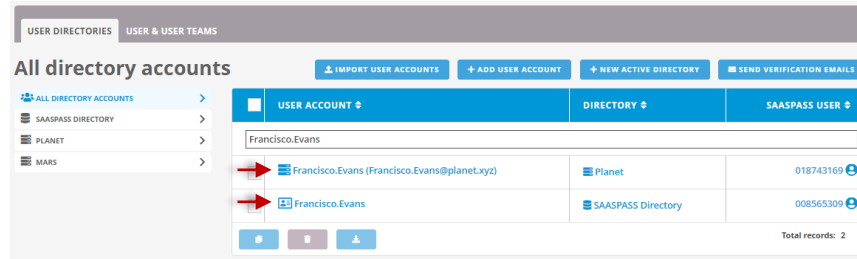 USER DIRECTORIES USER & USER TEAMS
All directory accounts
IMPORT USER ACCOUNTS + ADD USER ACCOUNT + NEW ACTIVE DIRECTORY SEND VERIFICATION EMAILS
ALL DIRECTORY ACCOUNTS
SAASPASS DIRECTORY
PLANET
MARS
USER ACCOUNT DIRECTORY SAASPASS USER
Francisco.Evans
Francisco.Evans (Francisco.Evans@planet.xyz) Planet 018743169
Francisco.Evans SAASPASS Directory 008565309
Total records: 2